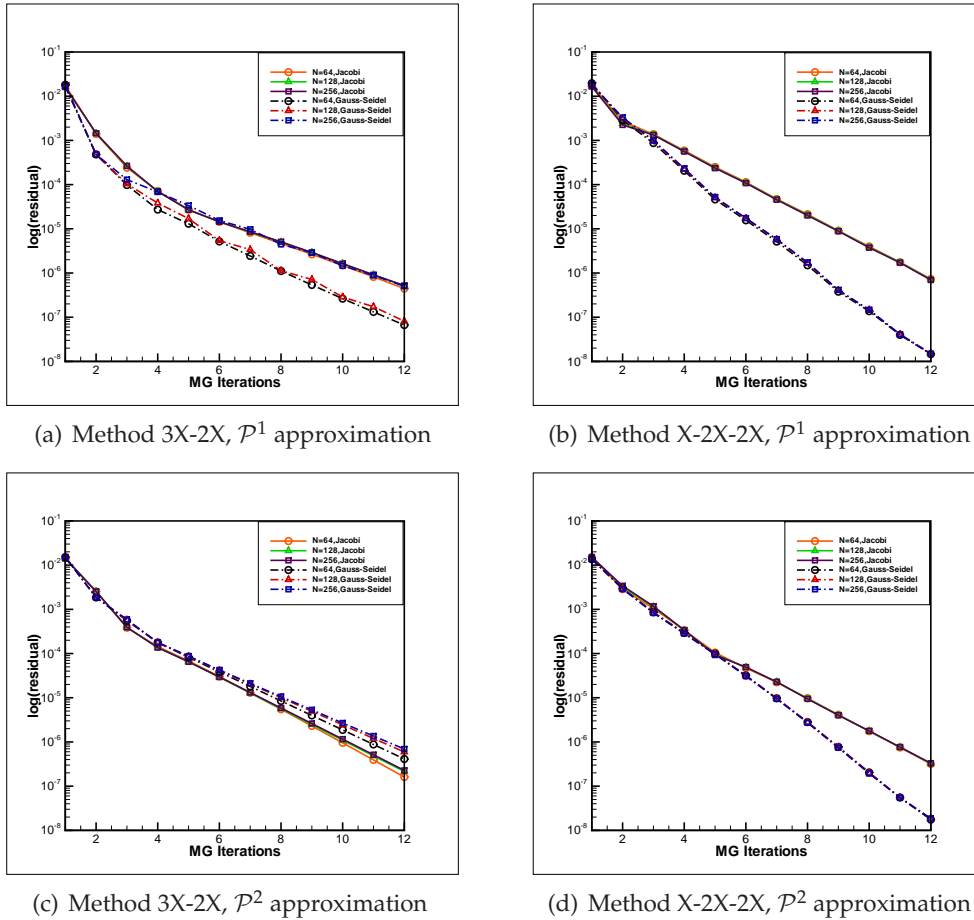 10^-1
10^-2
10^-3
10^-4
10^-5
10^-6
10^-7
10^-8
log(residual)
2 4 6 8 10 12
MG Iterations
N=64,Jacobi
N=128,Jacobi
N=256,Jacobi
N=64,Gauss-Seidel
N=128,Gauss-Seidel
N=256,Gauss-Seidel
(a) Method 3X-2X, P^1 approximation
10^-1
10^-2
10^-3
10^-4
10^-5
10^-6
10^-7
10^-8
log(residual)
2 4 6 8 10 12
MG Iterations
N=64,Jacobi
N=128,Jacobi
N=256,Jacobi
N=64,Gauss-Seidel
N=128,Gauss-Seidel
N=256,Gauss-Seidel
(b) Method X-2X-2X, P^1 approximation
10^-1
10^-2
10^-3
10^-4
10^-5
10^-6
10^-7
10^-8
log(residual)
2 4 6 8 10 12
MG Iterations
N=64,Jacobi
N=128,Jacobi
N=256,Jacobi
N=64,Gauss-Seidel
N=128,Gauss-Seidel
N=256,Gauss-Seidel
(c) Method 3X-2X, P^2 approximation
10^-1
10^-2
10^-3
10^-4
10^-5
10^-6
10^-7
10^-8
log(residual)
2 4 6 8 10 12
MG Iterations
N=64,Jacobi
N=128,Jacobi
N=256,Jacobi
N=64,Gauss-Seidel
N=128,Gauss-Seidel
N=256,Gauss-Seidel
(d) Method X-2X-2X, P^2 approximation